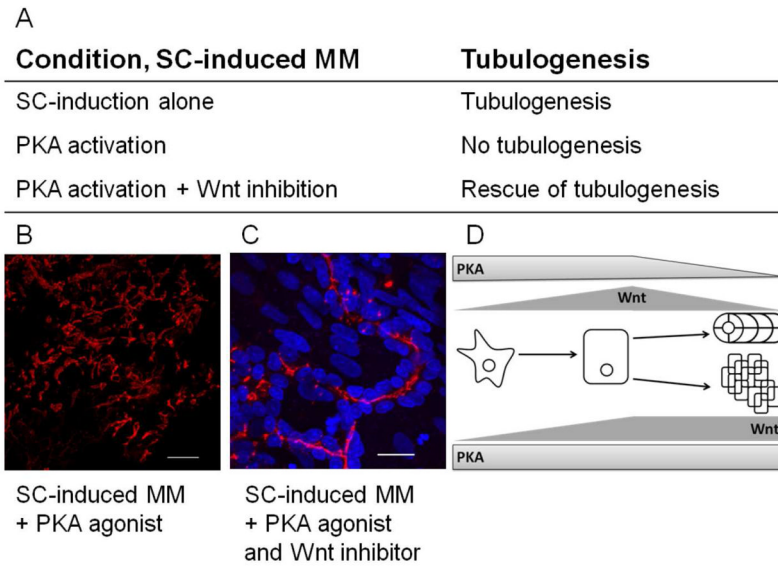 A
Condition, SC-induced MM Tubulogenesis
SC-induction alone Tubulogenesis
PKA activation No tubulogenesis
PKA activation + Wnt inhibition Rescue of tubulogenesis
B C D
PKA
Wnt
Wnt
PKA
SC-induced MM
+ PKA agonist
SC-induced MM
+ PKA agonist
and Wnt inhibitor